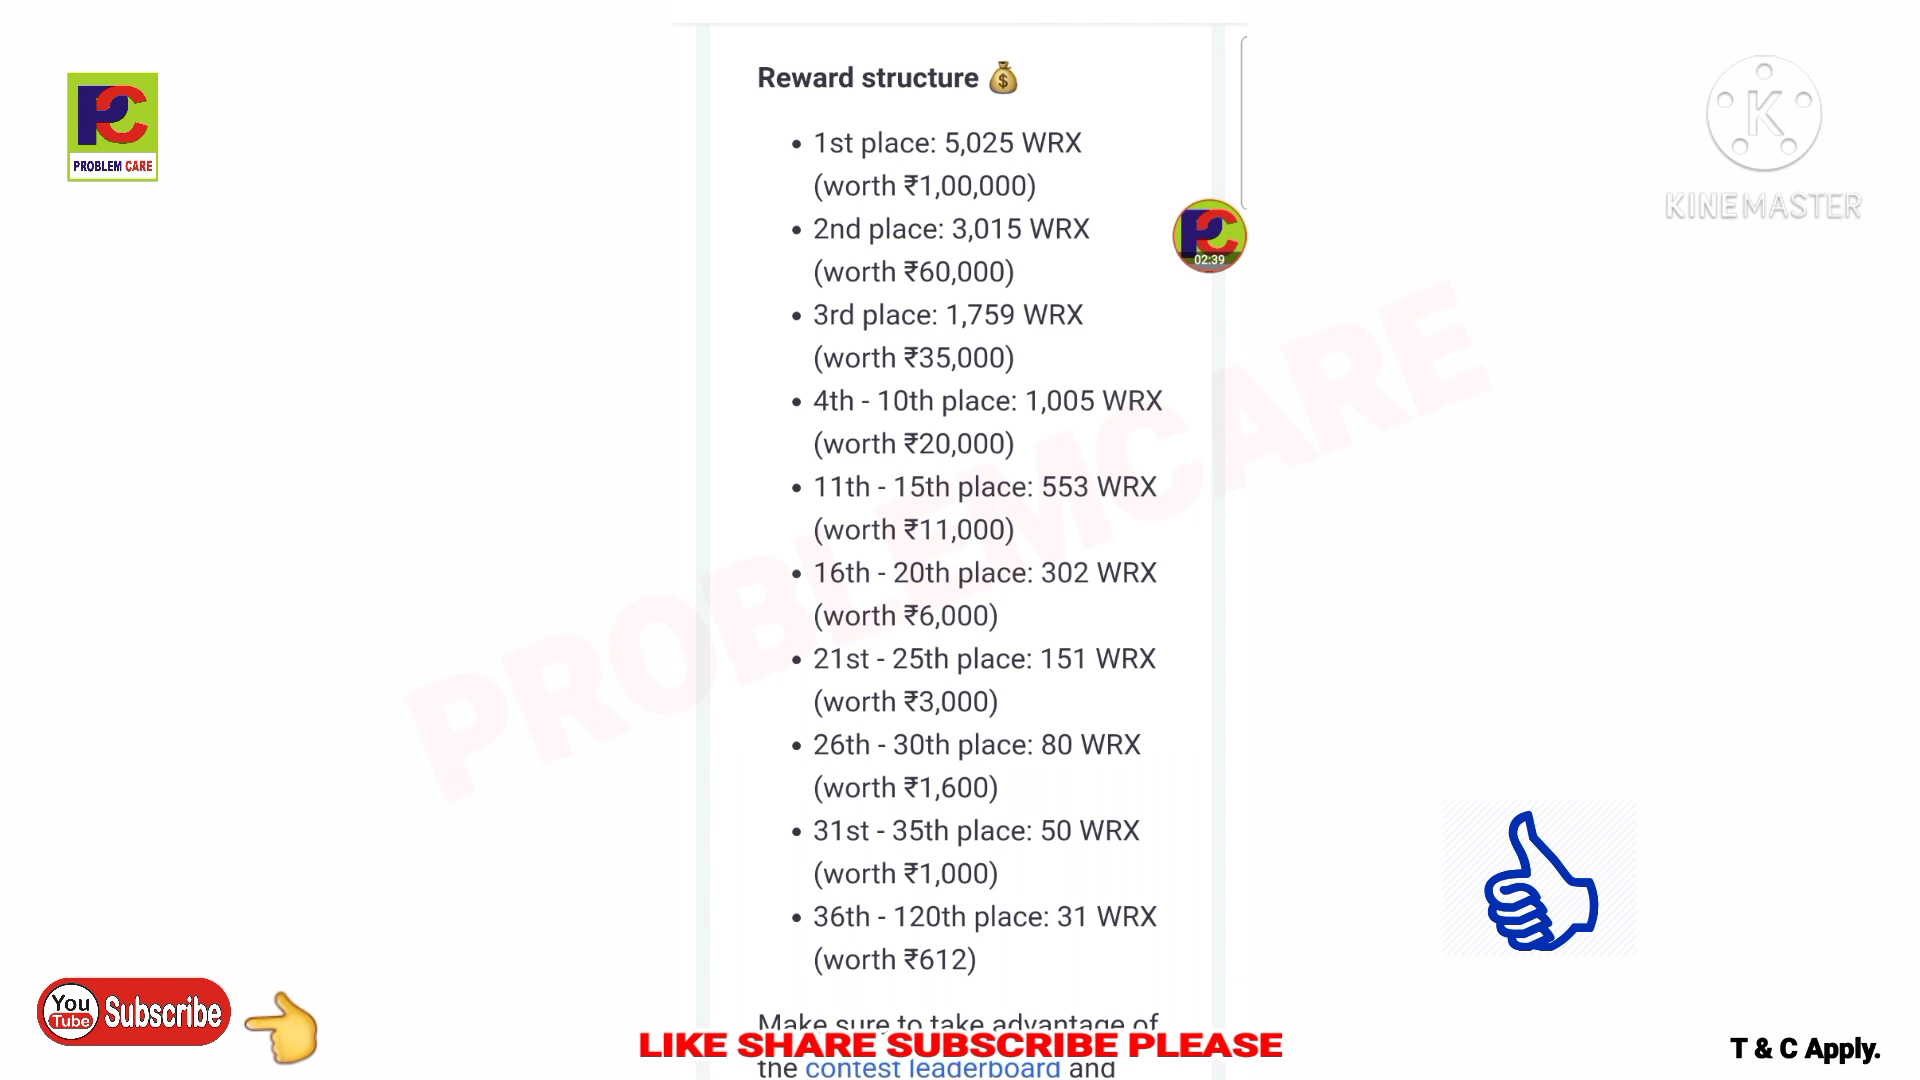 Reward structure
1st place: 5,025 WRX
(worth ₹1,00,000)
2nd place: 3,015 WRX
(worth ₹60,000)
3rd place: 1,759 WRX
(worth ₹35,000)
4th - 10th place: 1,005 WRX
(worth ₹20,000)
11th - 15th place: 553 WRX
(worth ₹11,000)
16th - 20th place: 302 WRX
(worth ₹6,000)
21st - 25th place: 151 WRX
(worth ₹3,000)
26th - 30th place: 80 WRX
(worth ₹1,600)
31st - 35th place: 50 WRX
(worth ₹1,000)
36th - 120th place: 31 WRX
(worth ₹612)
Make sure to take advantage of
the contest leaderboard and
PC
PROBLEM CARE
K
KINEMASTER
PC
02:39
PROBLEMCARE
You
Tube
Subscribe
LIKE SHARE SUBSCRIBE PLEASE
T & C Apply.